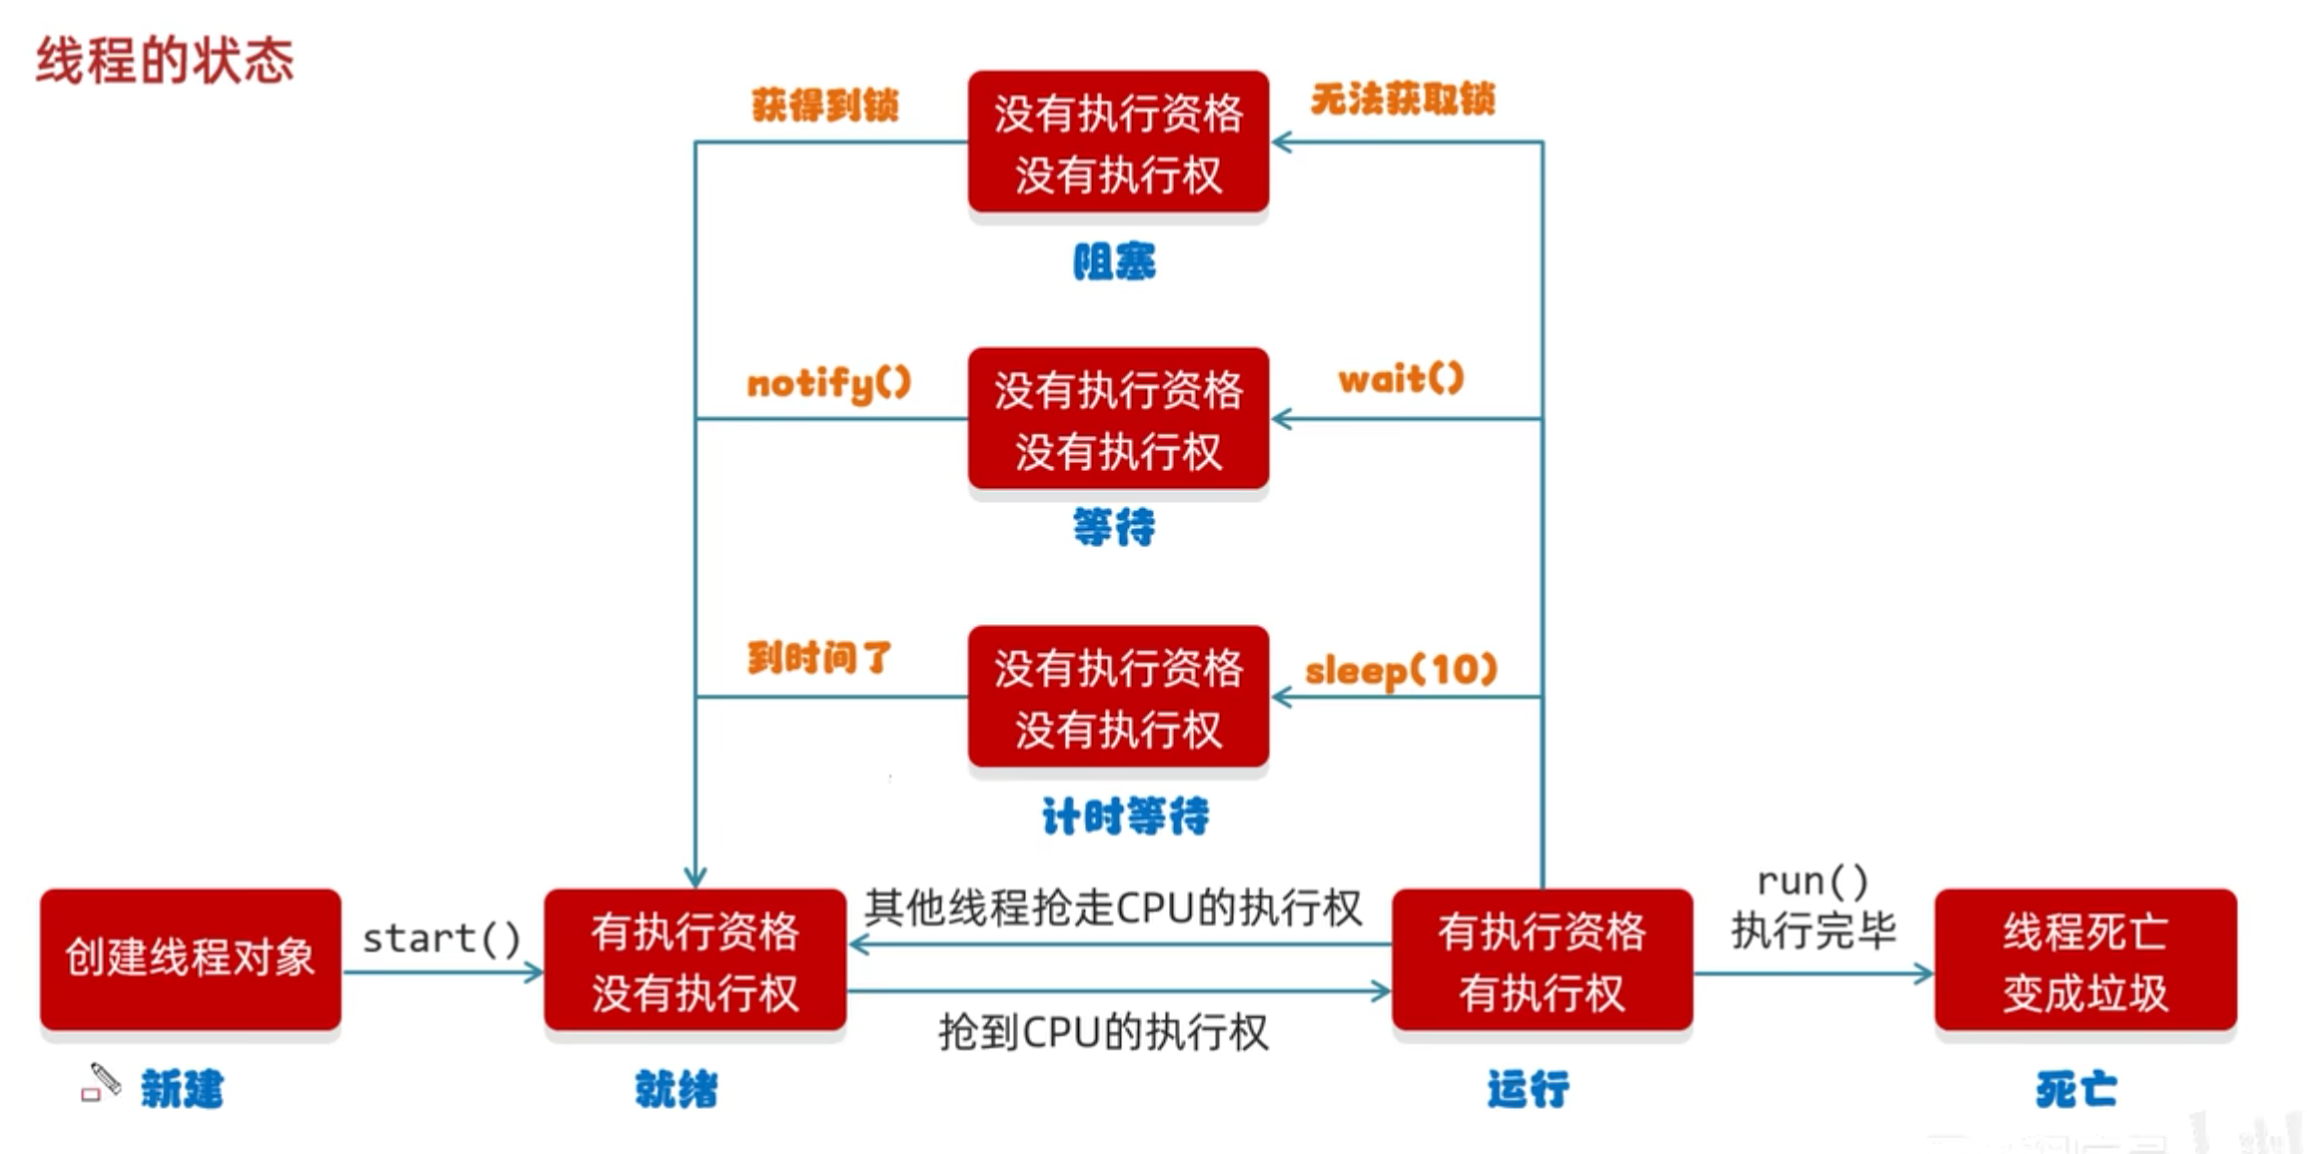 线程的状态
获得到锁
没有执行资格
没有执行权
无法获取锁
阻塞
notify()
没有执行资格
没有执行权
wait()
等待
到时间了
没有执行资格
没有执行权
sleep(10)
计时等待
创建线程对象
start()
有执行资格
没有执行权
其他线程抢走CPU的执行权
抢到CPU的执行权
有执行资格
有执行权
run()
执行完毕
线程死亡
变成垃圾
新建
就绪
运行
死亡